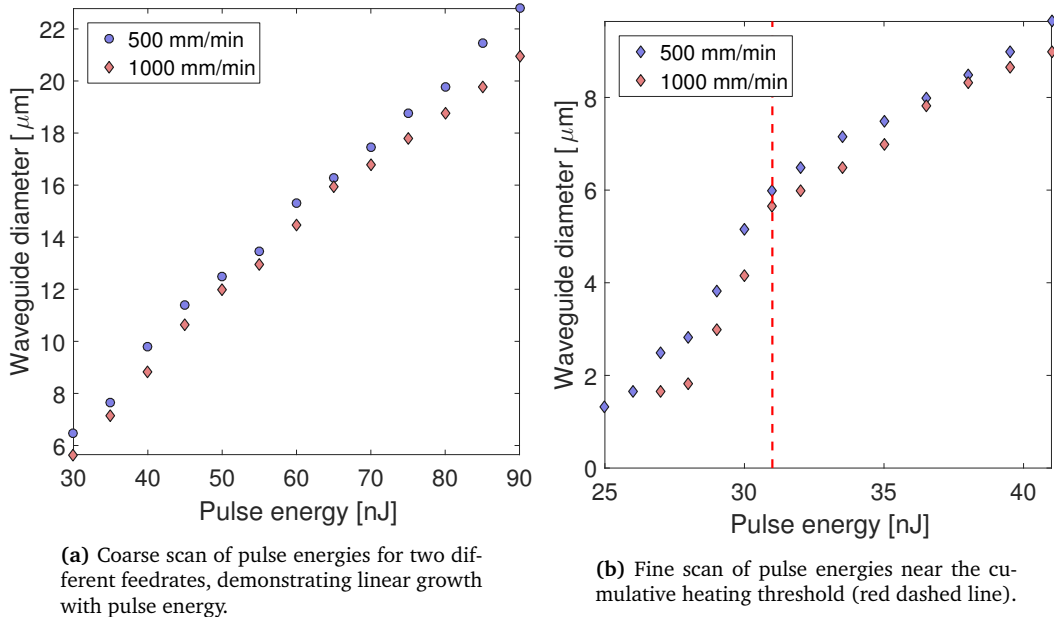 22
20
18
16
14
12
10
8
6
Waveguide diameter [ μm]
500 mm/min
1000 mm/min
30 40 50 60 70 80 90
Pulse energy [nJ]
(a) Coarse scan of pulse energies for two dif-
ferent feedrates, demonstrating linear growth
with pulse energy.
8
6
4
2
0
Waveguide diameter [ μm]
500 mm/min
1000 mm/min
25 30 35 40
Pulse energy [nJ]
(b) Fine scan of pulse energies near the cu-
mulative heating threshold (red dashed line).